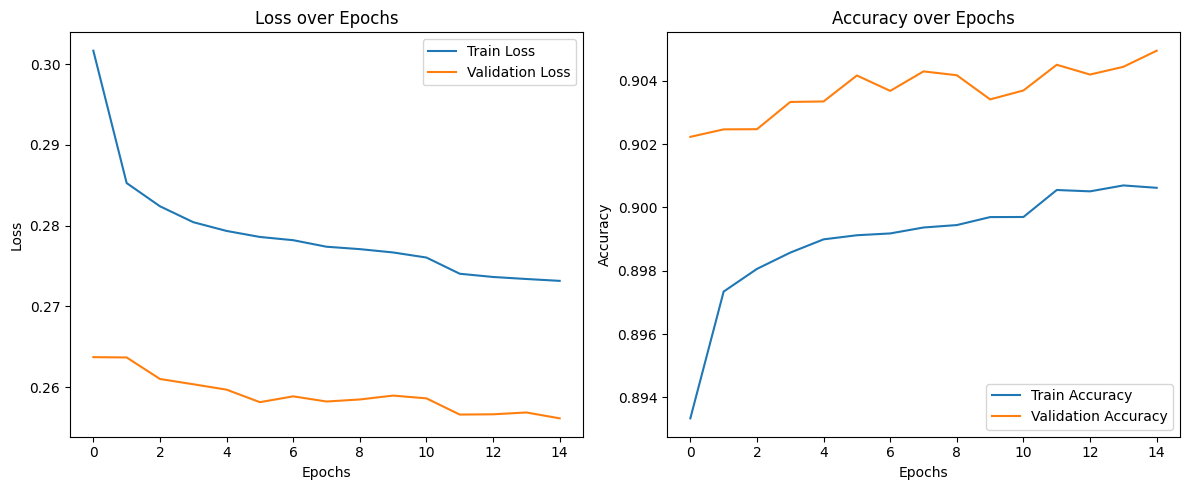 Loss over Epochs
Train Loss
Validation Loss
0.30
0.29
0.28
0.27
0.26
Loss
0 2 4 6 8 10 12 14
Epochs
Accuracy over Epochs
0.904
0.902
0.900
0.898
0.896
0.894
Accuracy
Train Accuracy
Validation Accuracy
0 2 4 6 8 10 12 14
Epochs